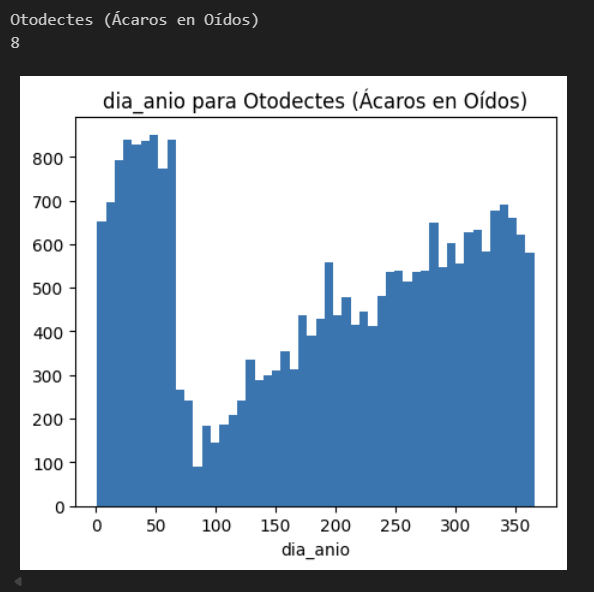 Otodectes (Ácaros en Oídos)
8
dia_anio para Otodectes (Ácaros en Oídos)
800
700
600
500
400
300
200
100
0
0 50 100 150 200 250 300 350
dia_anio